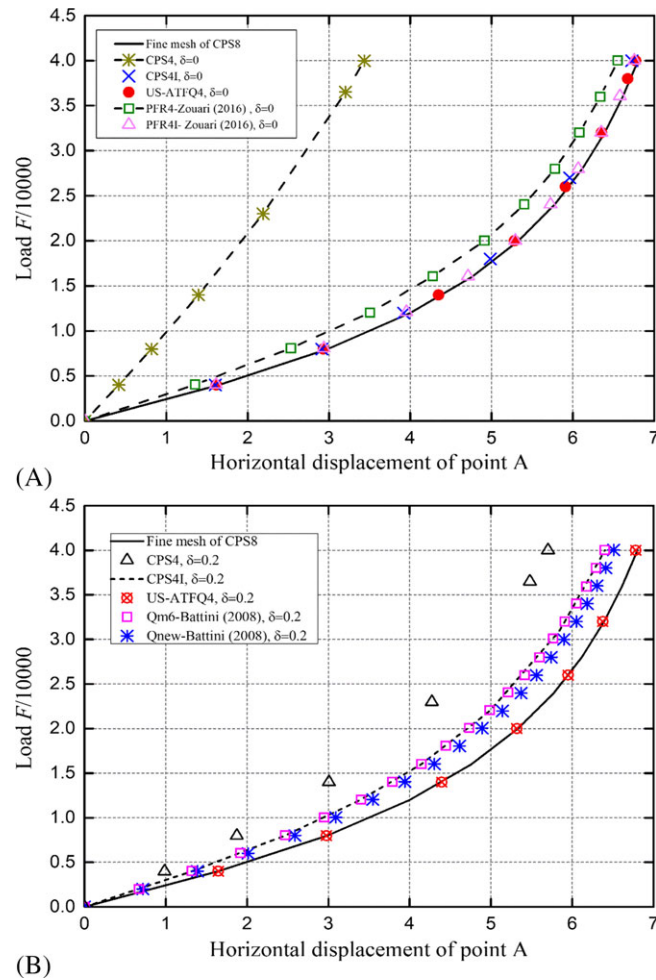 4.5
4.0
3.5
3.0
2.5
2.0
1.5
1.0
0.5
0.0
Load F/10000
Fine mesh of CPS8
CPS4, δ=0
CPS4I, δ=0
US-ATFQ4, δ=0
PFR4-Zouari (2016) , δ=0
PFR4I- Zouari (2016), δ=0
0 1 2 3 4 5 6 7
Horizontal displacement of point A
(A)
4.5
4.0
3.5
3.0
2.5
2.0
1.5
1.0
0.5
0.0
Load F/10000
Fine mesh of CPS8
CPS4, δ=0.2
CPS4I, δ=0.2
US-ATFQ4, δ=0.2
Qm6-Battini (2008), δ=0.2
Qnew-Battini (2008), δ=0.2
0 1 2 3 4 5 6 7
Horizontal displacement of point A
(B)